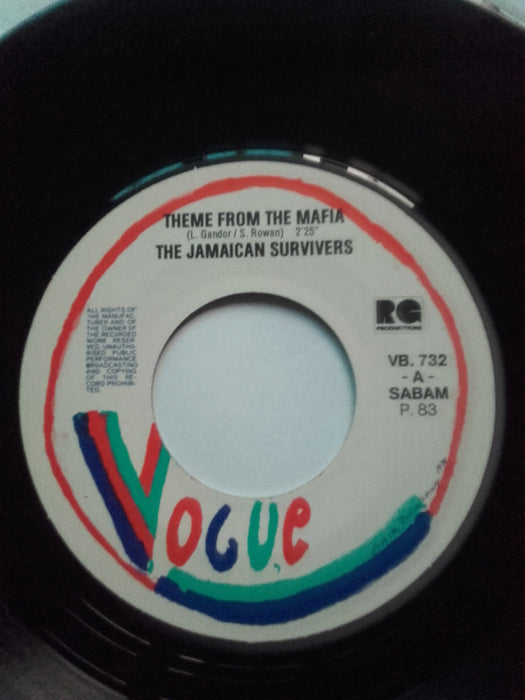 THEME FROM THE MAFIA
(L. Gandor / S. Rowan) 2'25"
THE JAMAICAN SURVIVERS
ALL RIGHTS OF
THE MANUFAC-
TURER AND OF
THE OWNER OF
THE RECORDED
WORK RESER-
VED. UNAUTHO-
RISED PUBLIC
PERFORMANCE
BROADCASTING
AND COPYING
OF THIS RE-
CORD PROHIBI-
TED.
RG
PRODUCTIONS
VB. 732
- A -
SABAM
P. 83
VOGUE